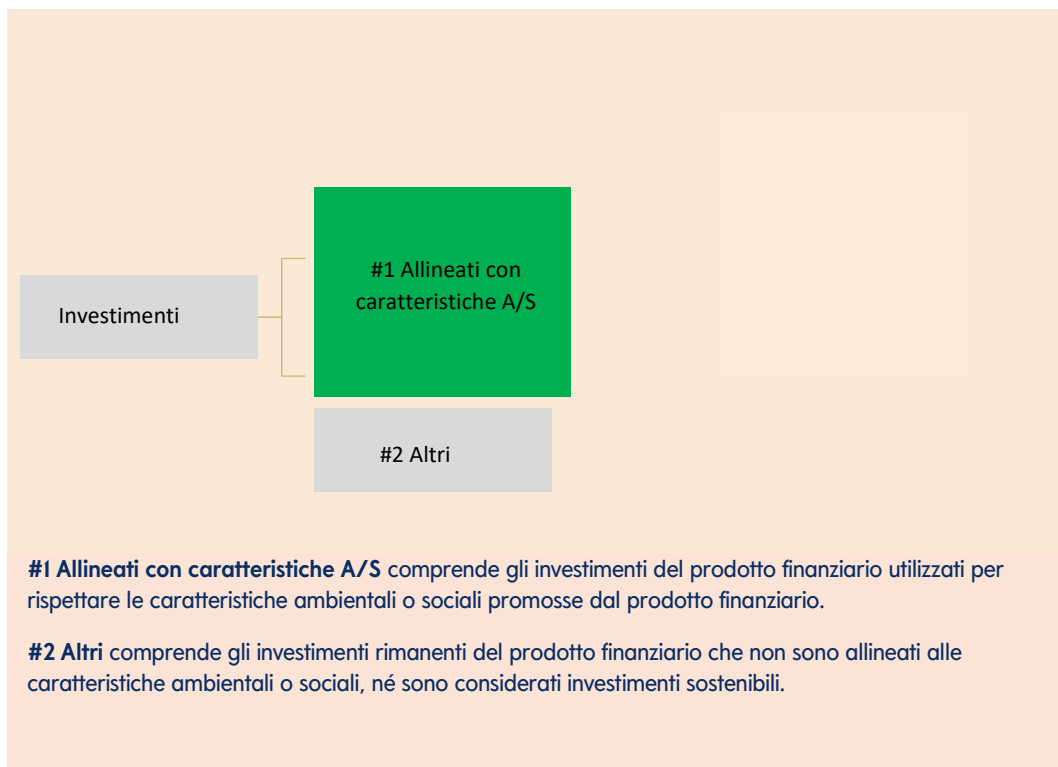 #1 Allineati con
caratteristiche A/S
Investimenti
#2 Altri
#1 Allineati con caratteristiche A/S comprende gli investimenti del prodotto finanziario utilizzati per
rispettare le caratteristiche ambientali o sociali promosse dal prodotto finanziario.
#2 Altri comprende gli investimenti rimanenti del prodotto finanziario che non sono allineati alle
caratteristiche ambientali o sociali, né sono considerati investimenti sostenibili.